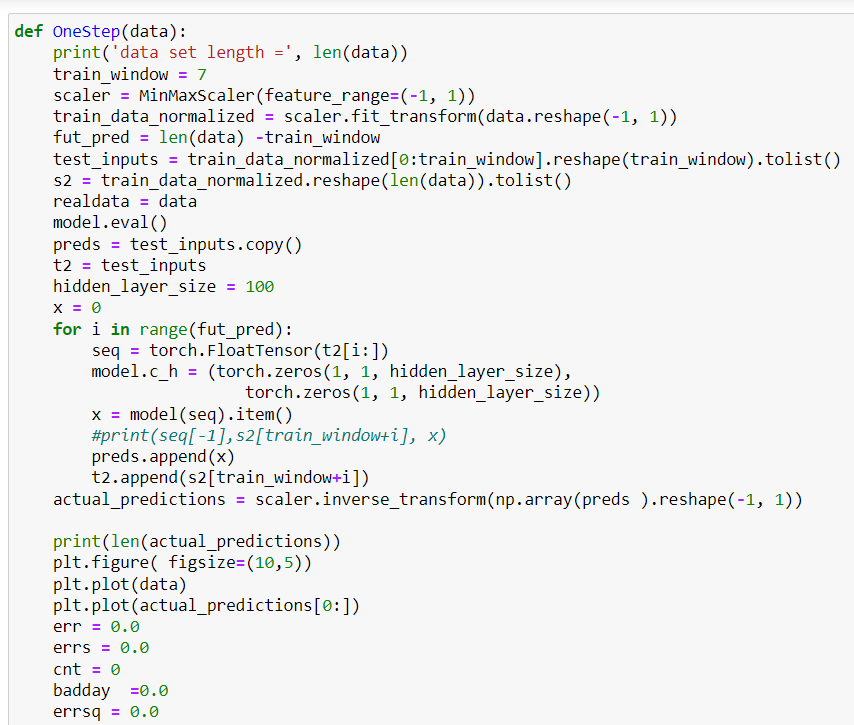 def OneStep(data):
    print('data set length =', len(data))
    train_window = 7
    scaler = MinMaxScaler(feature_range=(-1, 1))
    train_data_normalized = scaler.fit_transform(data.reshape(-1, 1))
    fut_pred = len(data) -train_window
    test_inputs = train_data_normalized[0:train_window].reshape(train_window).tolist()
    s2 = train_data_normalized.reshape(len(data)).tolist()
    realdata = data
    model.eval()
    preds = test_inputs.copy()
    t2 = test_inputs
    hidden_layer_size = 100
    x = 0
    for i in range(fut_pred):
        seq = torch.FloatTensor(t2[i:])
        model.c_h = (torch.zeros(1, 1, hidden_layer_size),
                        torch.zeros(1, 1, hidden_layer_size))
        x = model(seq).item()
        #print(seq[-1],s2[train_window+i], x)
        preds.append(x)
        t2.append(s2[train_window+i])
    actual_predictions = scaler.inverse_transform(np.array(preds ).reshape(-1, 1))

    print(len(actual_predictions))
    plt.figure( figsize=(10,5))
    plt.plot(data)
    plt.plot(actual_predictions[0:])
    err = 0.0
    errs = 0.0
    cnt = 0
    badday  =0.0
    errsq = 0.0